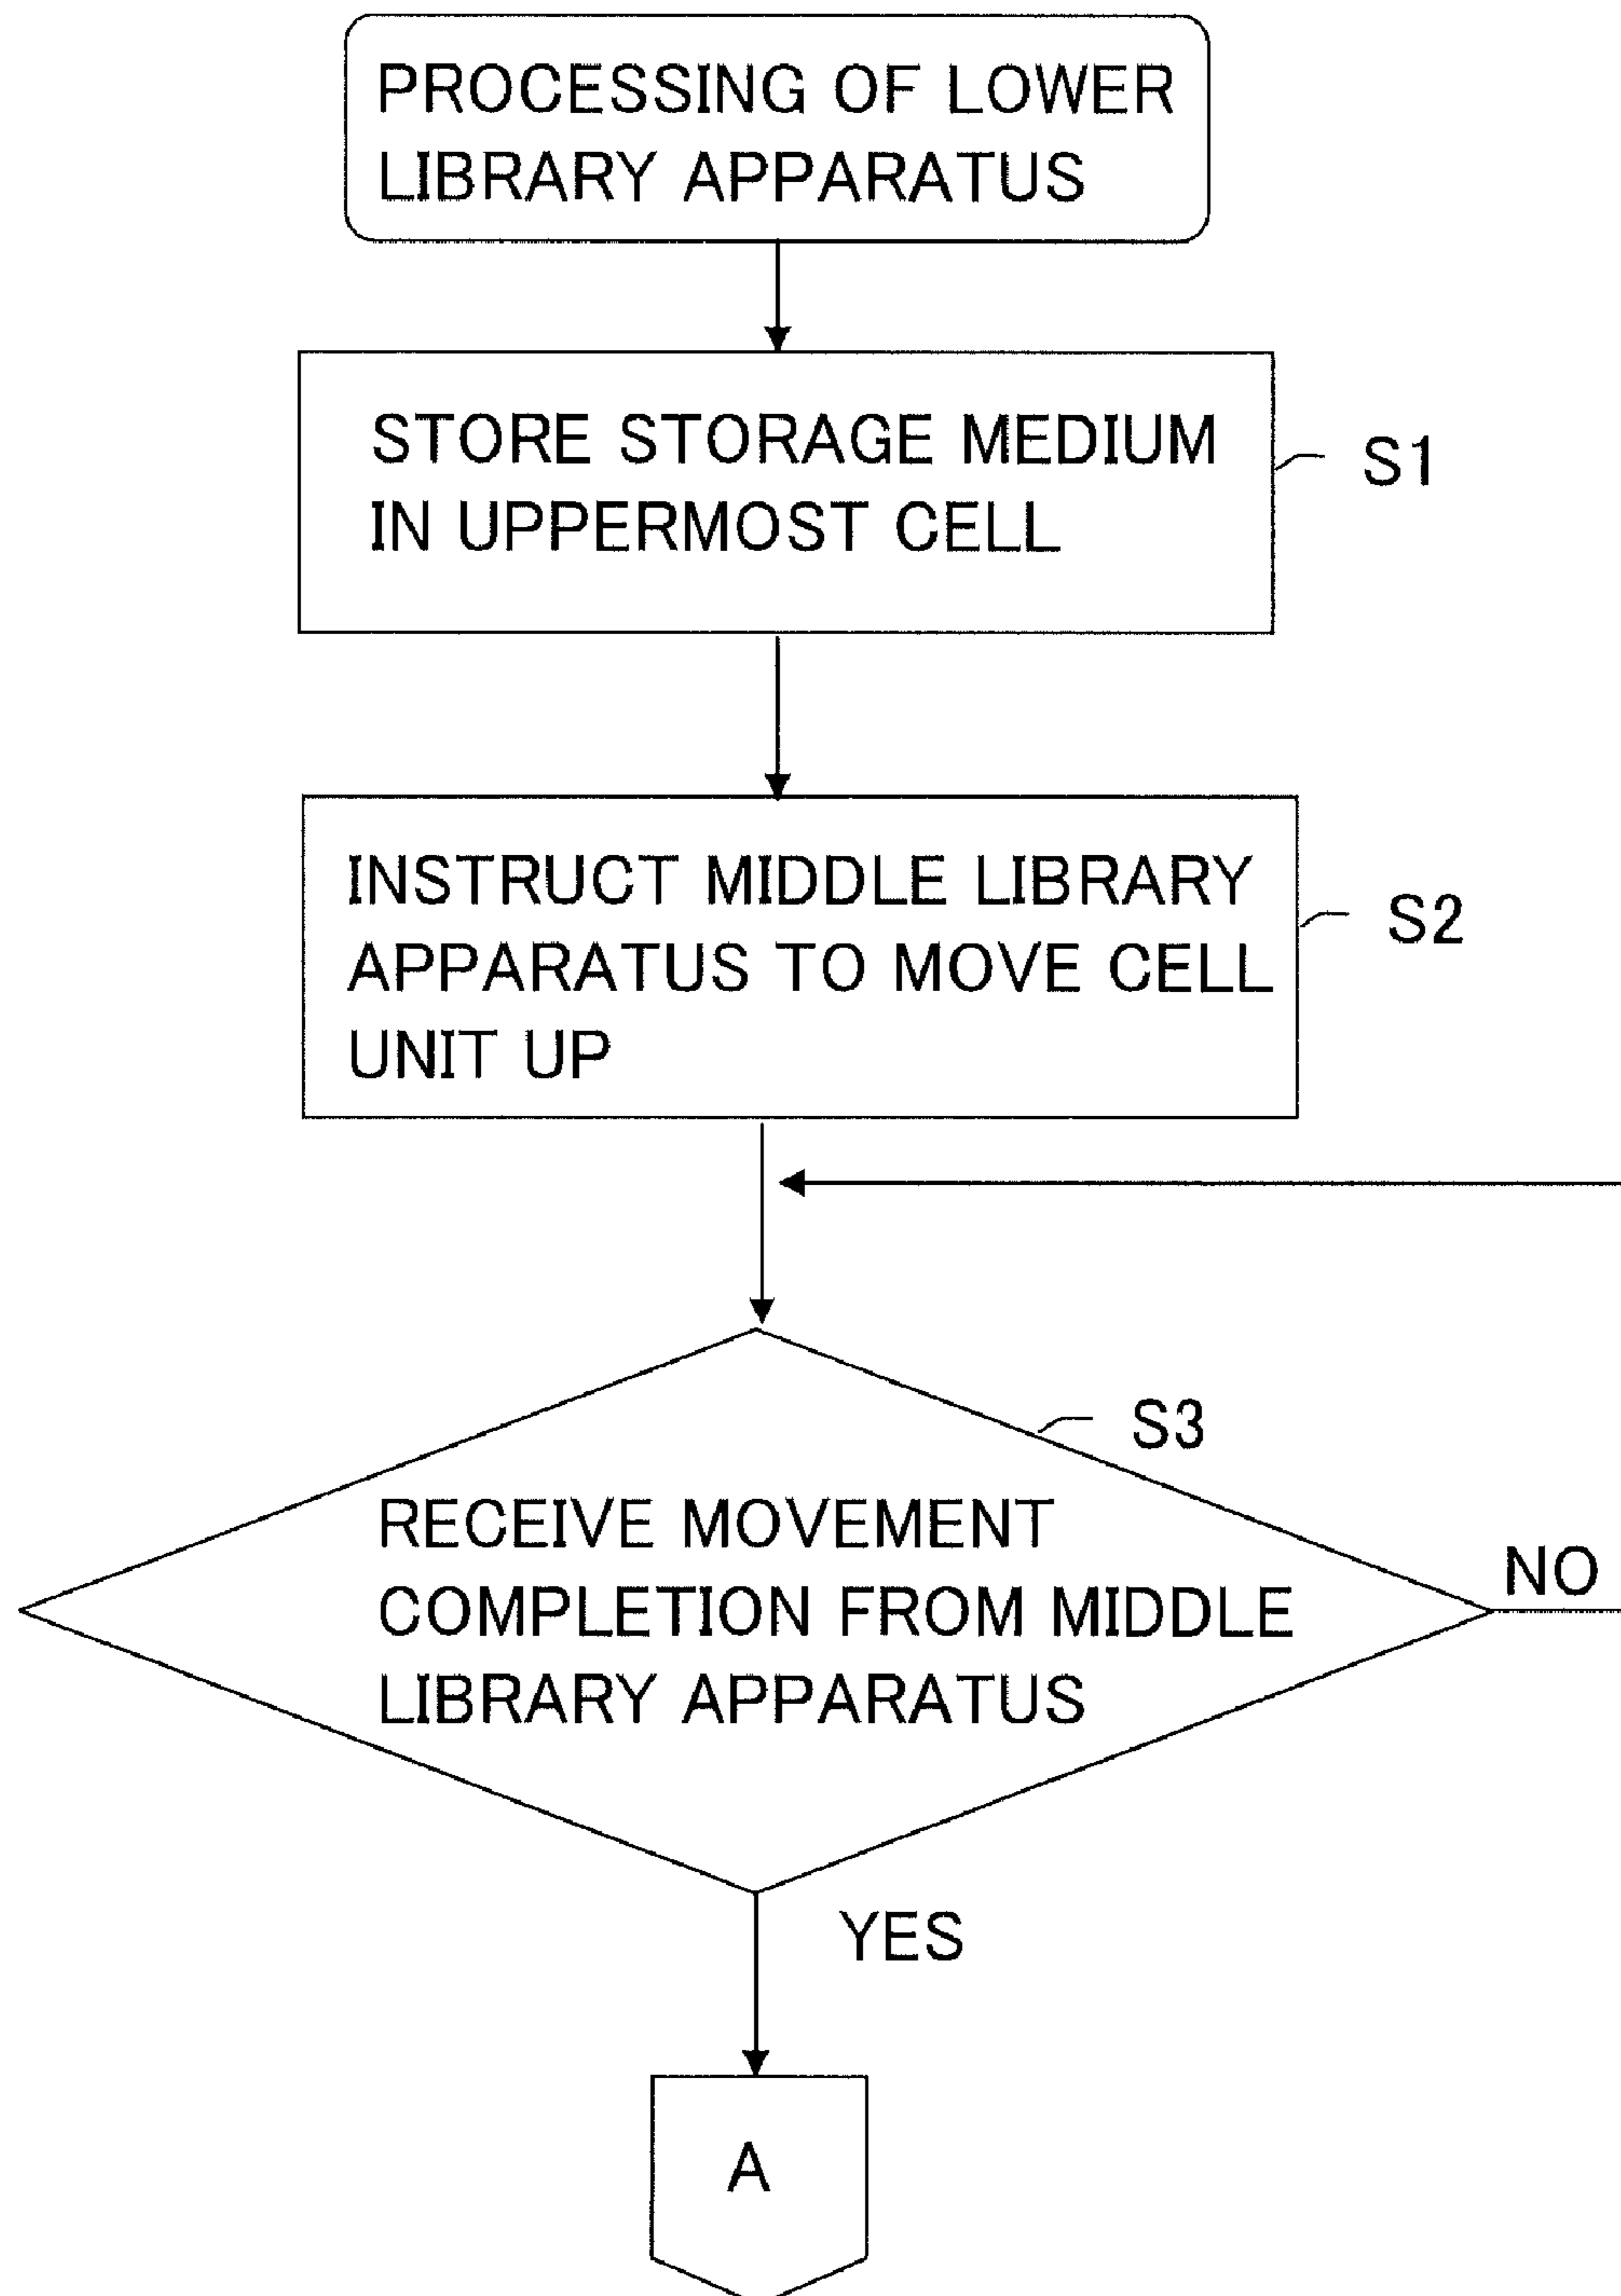 PROCESSING OF LOWER
LIBRARY APPARATUS
STORE STORAGE MEDIUM
IN UPPERMOST CELL
S1
INSTRUCT MIDDLE LIBRARY
APPARATUS TO MOVE CELL
UNIT UP
S2
S3
RECEIVE MOVEMENT
COMPLETION FROM MIDDLE
LIBRARY APPARATUS
NO
YES
A